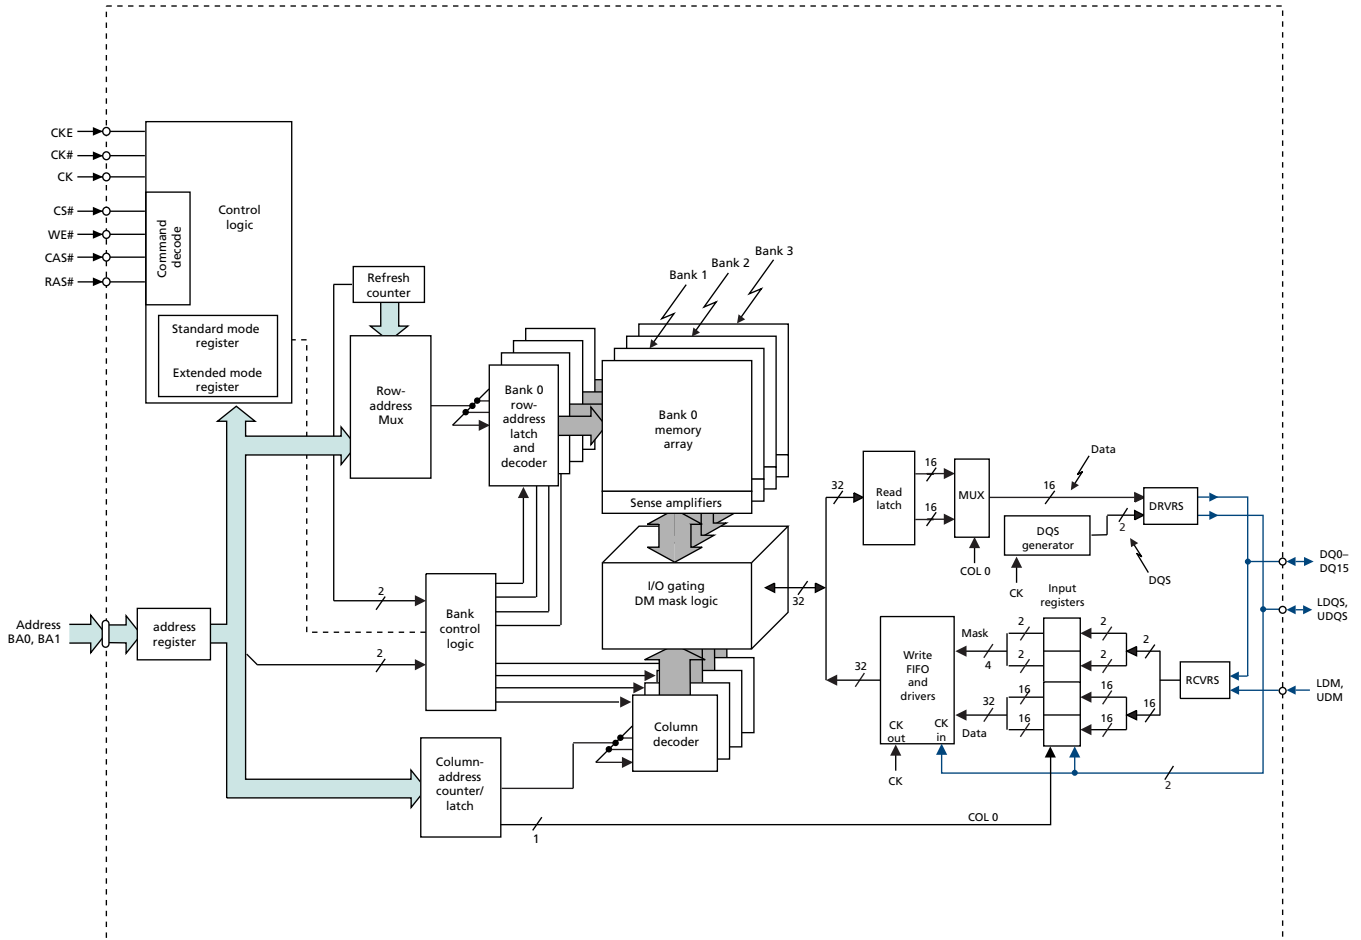 CKE
CK#
CK
CS#
WE#
CAS#
RAS#
Command
decode
Control
logic
Standard mode
register
Extended mode
register
Refresh
counter
Row-
address
Mux
Bank 0
row-
address
latch
and
decoder
Bank 1
Bank 2
Bank 3
Bank 0
memory
array
Sense amplifiers
I/O gating
DM mask logic
Address
BA0, BA1
address
register
2
2
Bank
control
logic
Column
decoder
Column-
address
counter/
latch
1
COL 0
32
32
32
Read
latch
16
16
MUX
COL 0
16
Data
DQS
generator
CK
2
DQS
DRVRS
DQ0–
DQ15
LDQS,
UDQS
LDM,
UDM
Input
registers
Write
FIFO
and
drivers
CK
out
CK
in
CK
Mask
4
32
Data
2
2
16
16
2
2
16
16
2
16
RCVRS
2